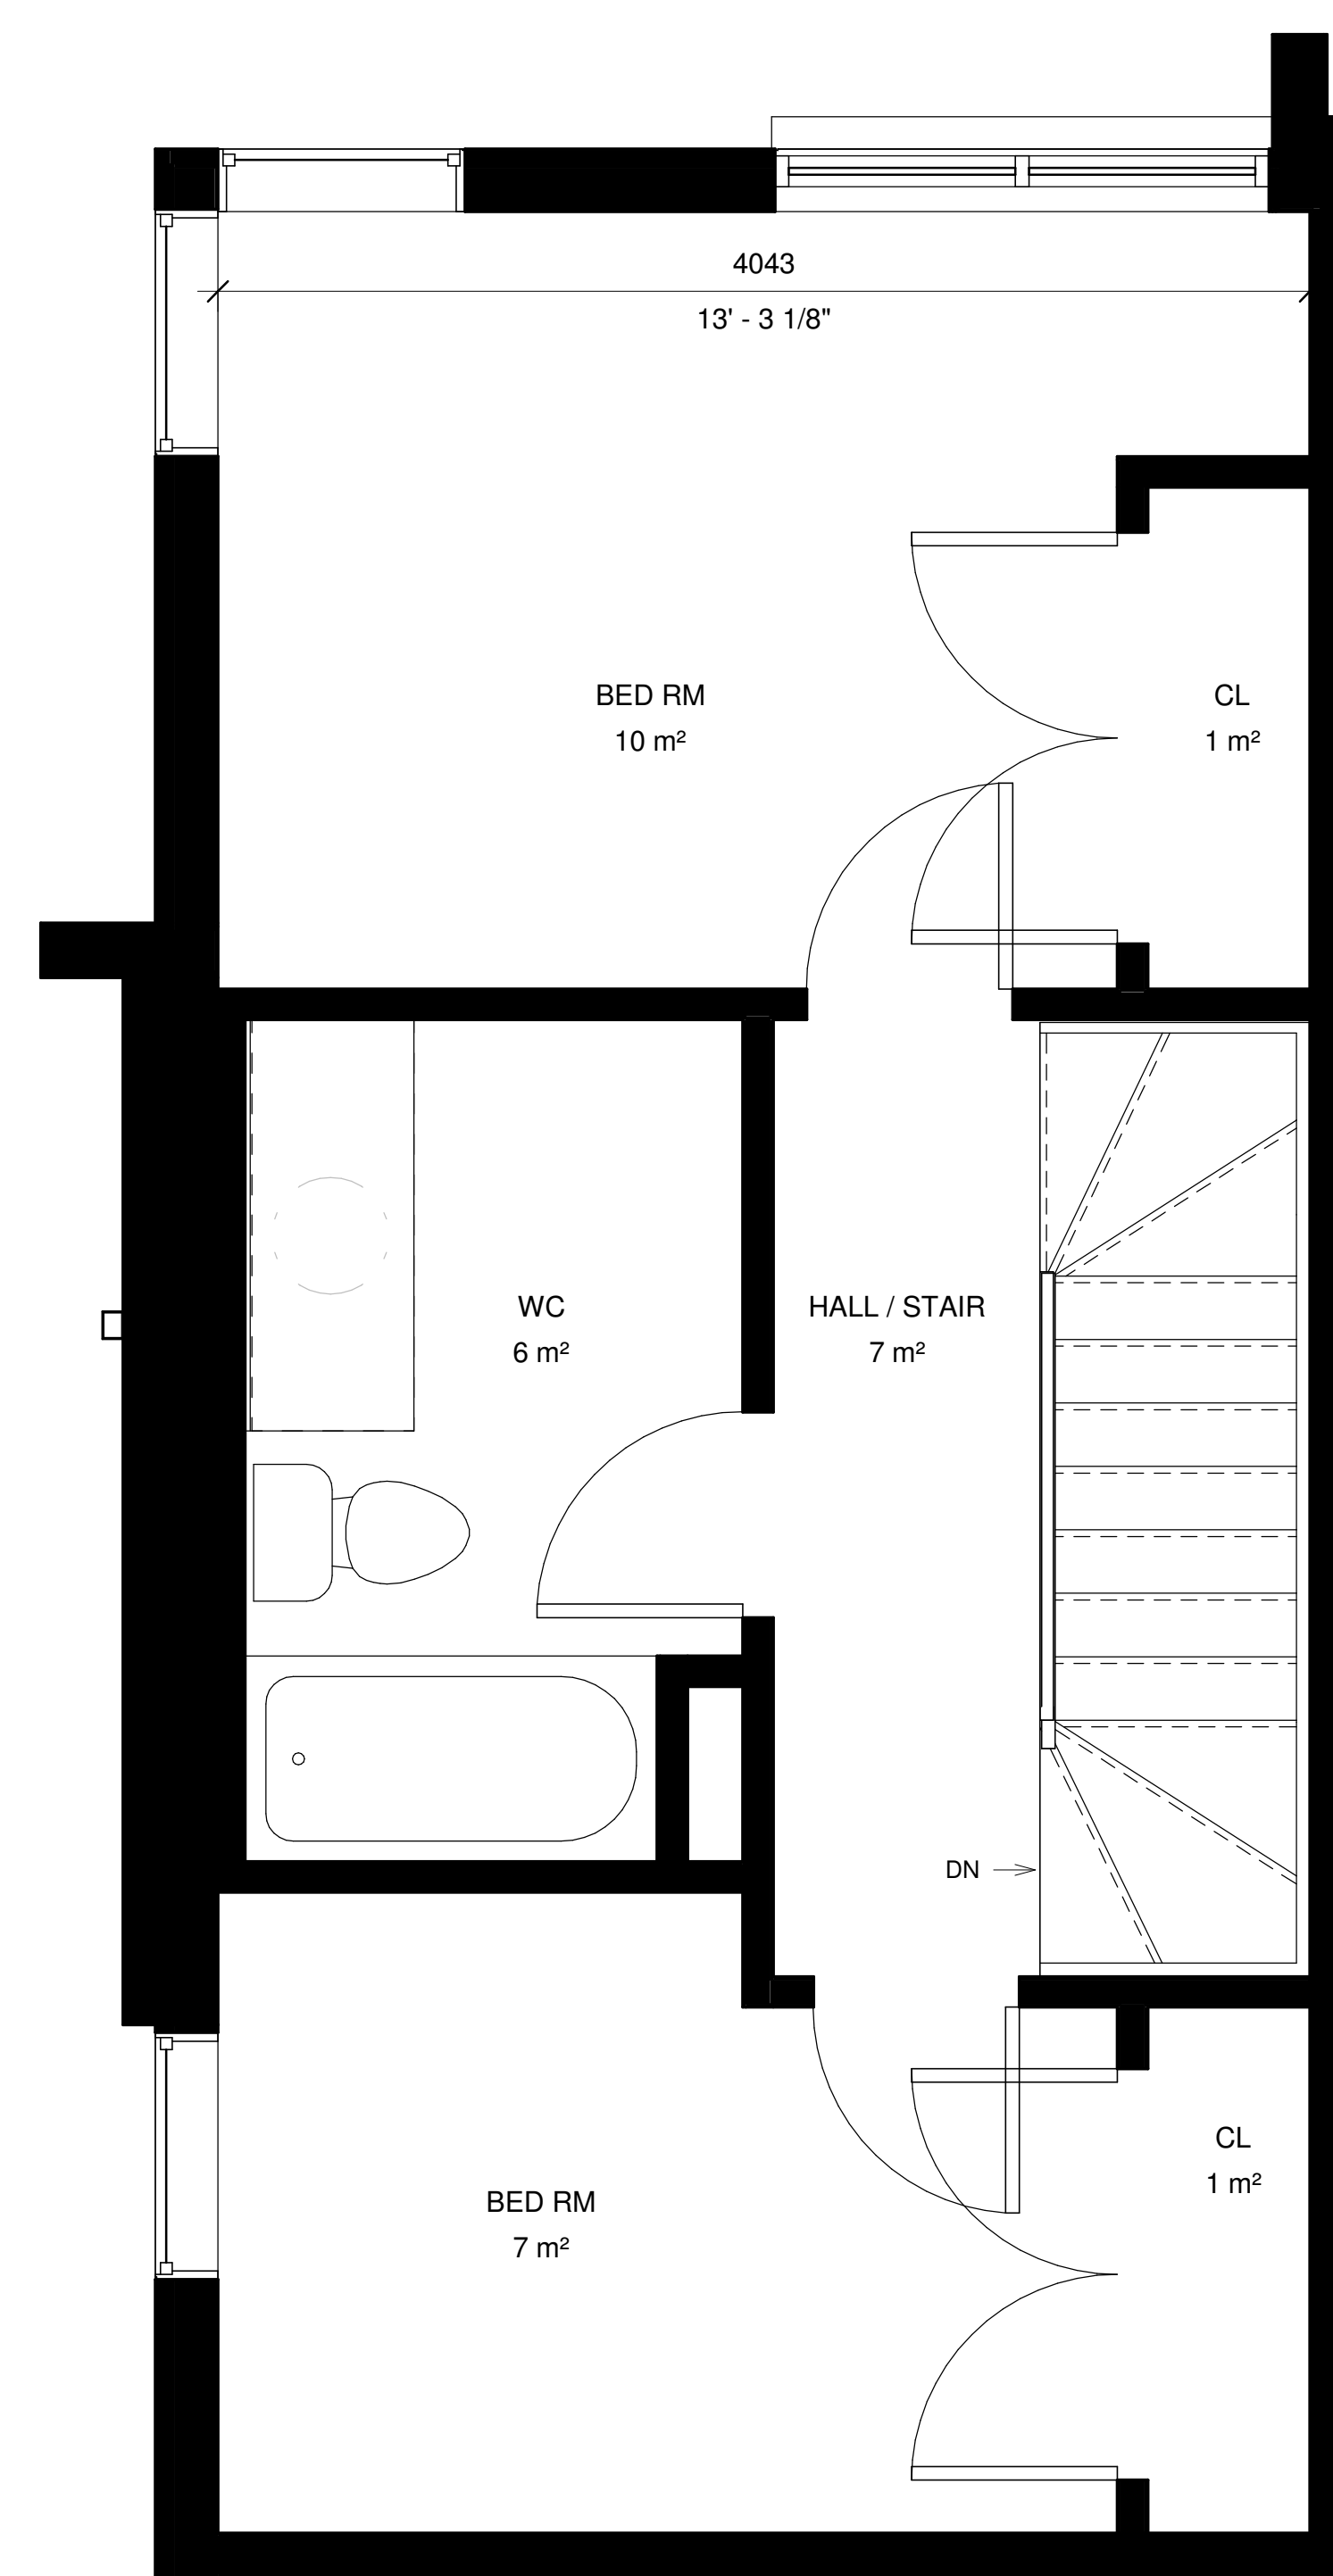 4043
13' - 3 1/8"
BED RM
10 m²
CL
1 m²
WC
6 m²
HALL / STAIR
7 m²
DN
CL
1 m²
BED RM
7 m²